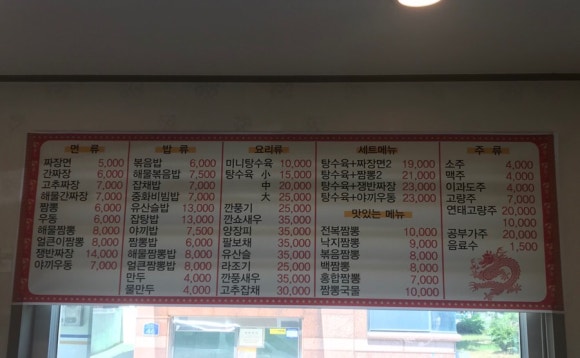 면 류
짜장면 5,000
간짜장 6,000
고추짜장 7,000
해물간짜장 7,000
짬뽕 6,000
우동 6,000
해물짬뽕 8,000
얼큰이짬뽕 8,000
쟁반짜장 14,000
야끼우동 7,000
밥 류
볶음밥 6,000
해물볶음밥 7,500
잡채밥 7,000
중화비빔밥 7,000
유산슬밥 13,000
잡탕밥 13,000
야끼밥 7,500
짬뽕밥 6,000
해물짬뽕밥 8,000
얼큰짬뽕밥 8,000
만두 4,000
물만두 4,000
요리류
미니탕수육 10,000
탕수육 小 15,000
中 20,000
大 25,000
깐풍기 25,000
깐쇼새우 35,000
양장피 35,000
팔보채 35,000
유산슬 35,000
라조기 25,000
깐풍새우 35,000
고추잡채 30,000
세트메뉴
탕수육+짜장면2 19,000
탕수육+짬뽕2 21,000
탕수육+쟁반짜장 23,000
탕수육+야끼우동 23,000
맛있는 메뉴
전복짬뽕 10,000
낙지짬뽕 9,000
볶음짬뽕 8,000
백짬뽕 8,000
홍합짬뽕 7,000
짬뽕국물 10,000
주 류
소주 4,000
맥주 4,000
이과도주 4,000
고량주 7,000
연태고량주 20,000
10,000
공부가주 20,000
음료수 1,500